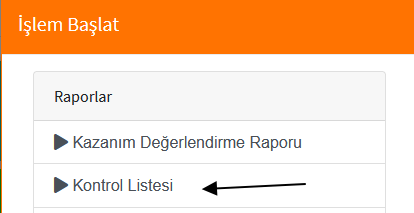 İşlem Başlat
Raporlar
Kazanım Değerlendirme Raporu
Kontrol Listesi